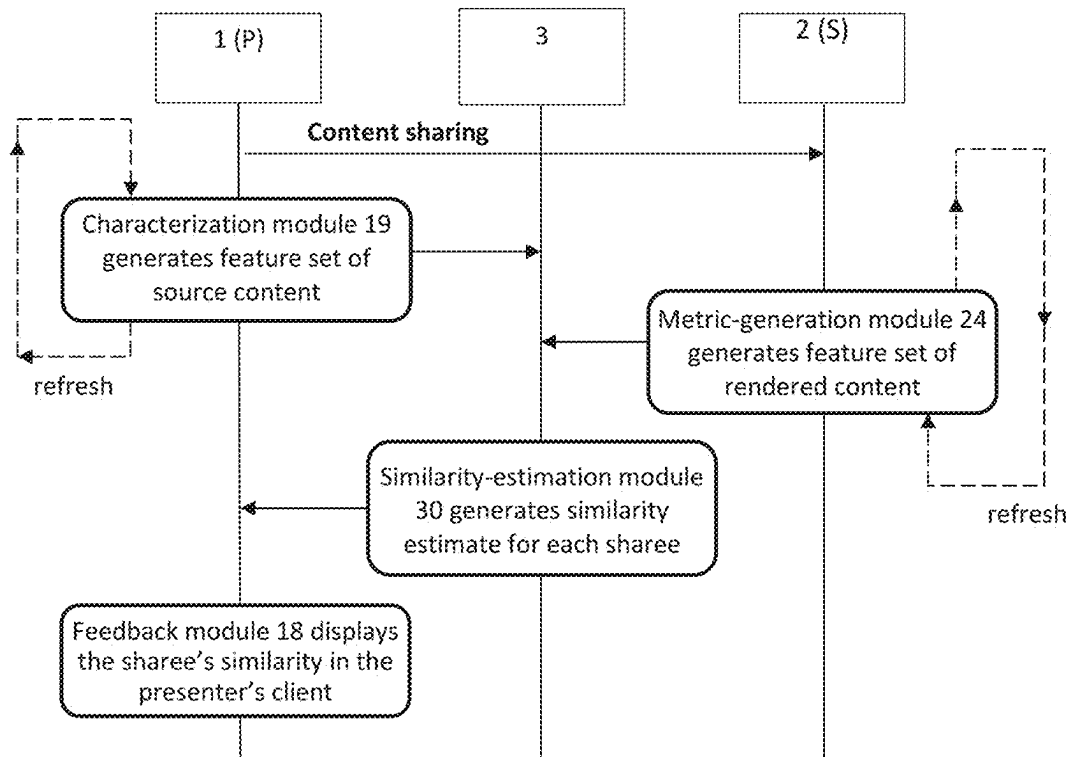 1 (P)
3
2 (S)
Content sharing
Characterization module 19
generates feature set of
source content
refresh
Metric-generation module 24
generates feature set of
rendered content
refresh
Similarity-estimation module
30 generates similarity
estimate for each sharee
Feedback module 18 displays
the sharee's similarity in the
presenter's client